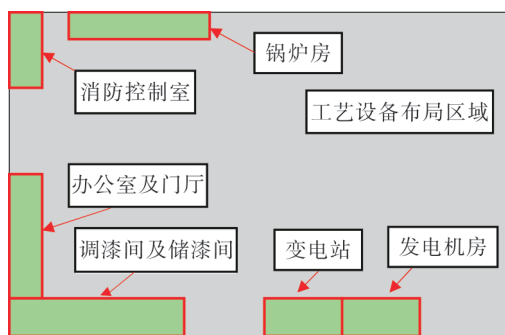 锅炉房
消防控制室
工艺设备布局区域
办公室及门厅
调漆间及储漆间
变电站
发电机房